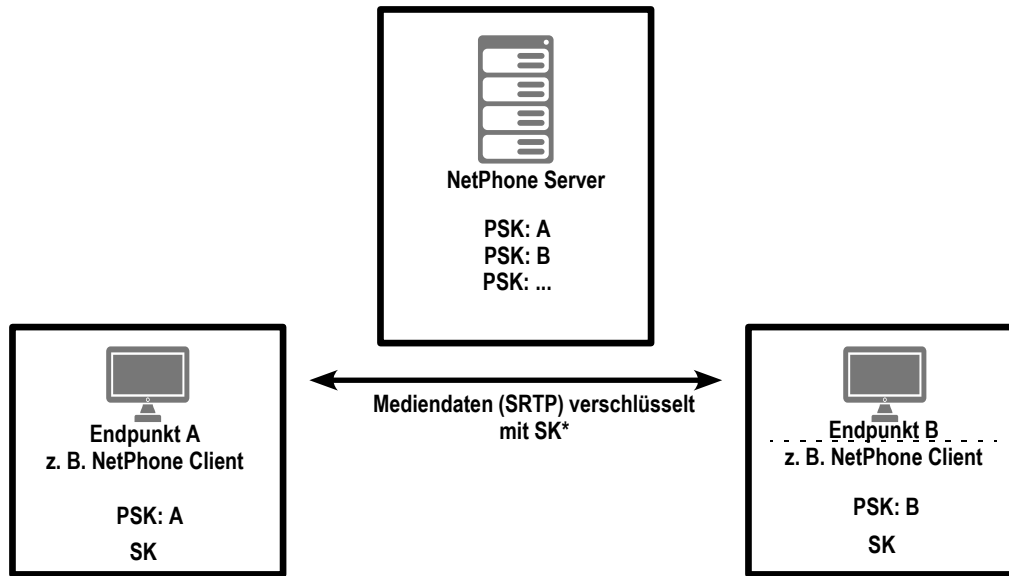 NetPhone Server
PSK: A
PSK: B
PSK: ...
Mediendaten (SRTP) verschlüsselt
mit SK*
Endpunkt A
z. B. NetPhone Client
PSK: A
SK
Endpunkt B
z. B. NetPhone Client
PSK: B
SK